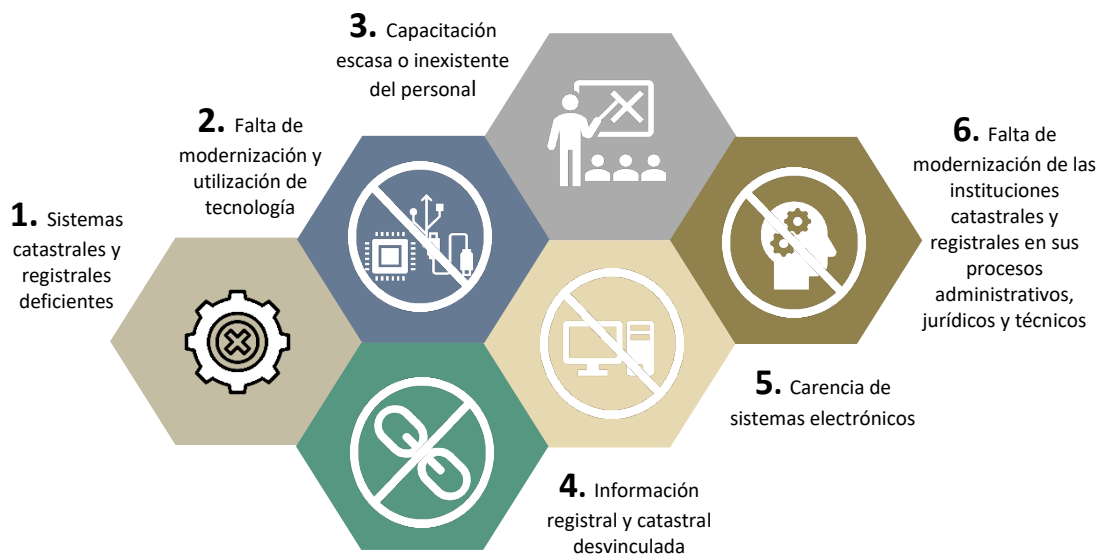 1. Sistemas
catastrales y
registrales
deficientes
2. Falta de
modernización y
utilización de
tecnología
3. Capacitación
escasa o inexistente
del personal
4. Información
registral y catastral
desvinculada
5. Carencia de
sistemas electrónicos
6. Falta de
modernización de las
instituciones
catastrales y
registrales en sus
procesos
administrativos,
jurídicos y técnicos